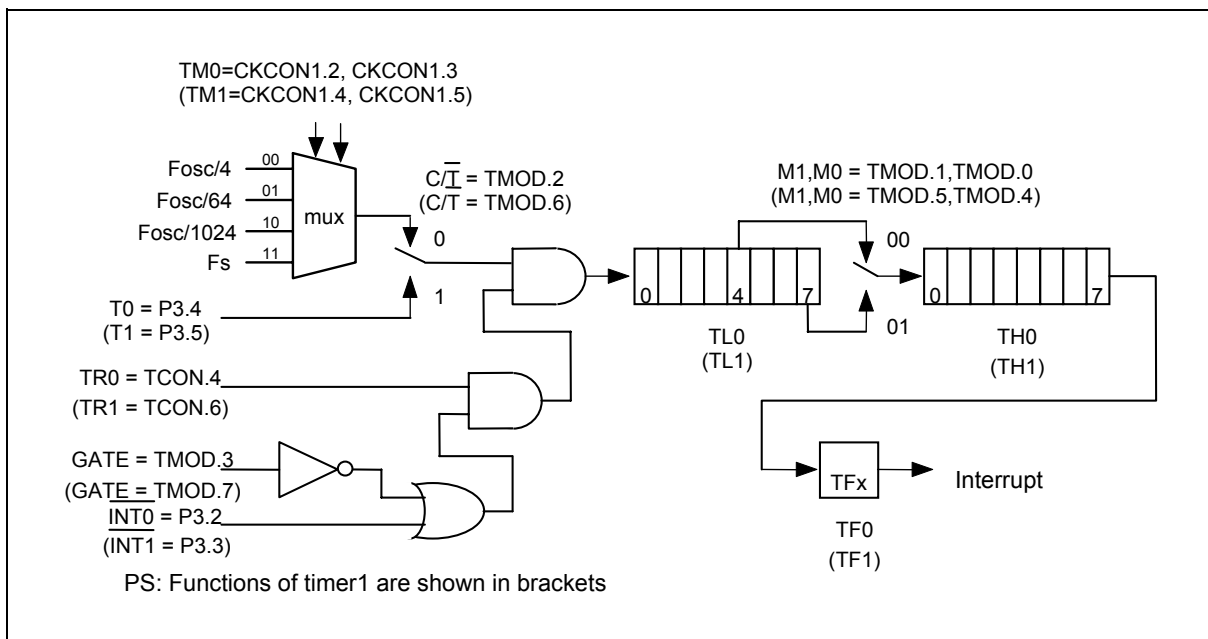 TM0=CKCON1.2, CKCON1.3
(TM1=CKCON1.4, CKCON1.5)
Fosc/4
00
Fosc/64
01
Fosc/1024
10
Fs
11
mux
C/T = TMOD.2
(C/T = TMOD.6)
0
1
T0 = P3.4
(T1 = P3.5)
M1,M0 = TMOD.1,TMOD.0
(M1,M0 = TMOD.5,TMOD.4)
00
01
0
4
7
TL0
(TL1)
0
7
TH0
(TH1)
TR0 = TCON.4
(TR1 = TCON.6)
GATE = TMOD.3
(GATE = TMOD.7)
INT0 = P3.2
(INT1 = P3.3)
TFx
Interrupt
TF0
(TF1)
PS: Functions of timer1 are shown in brackets